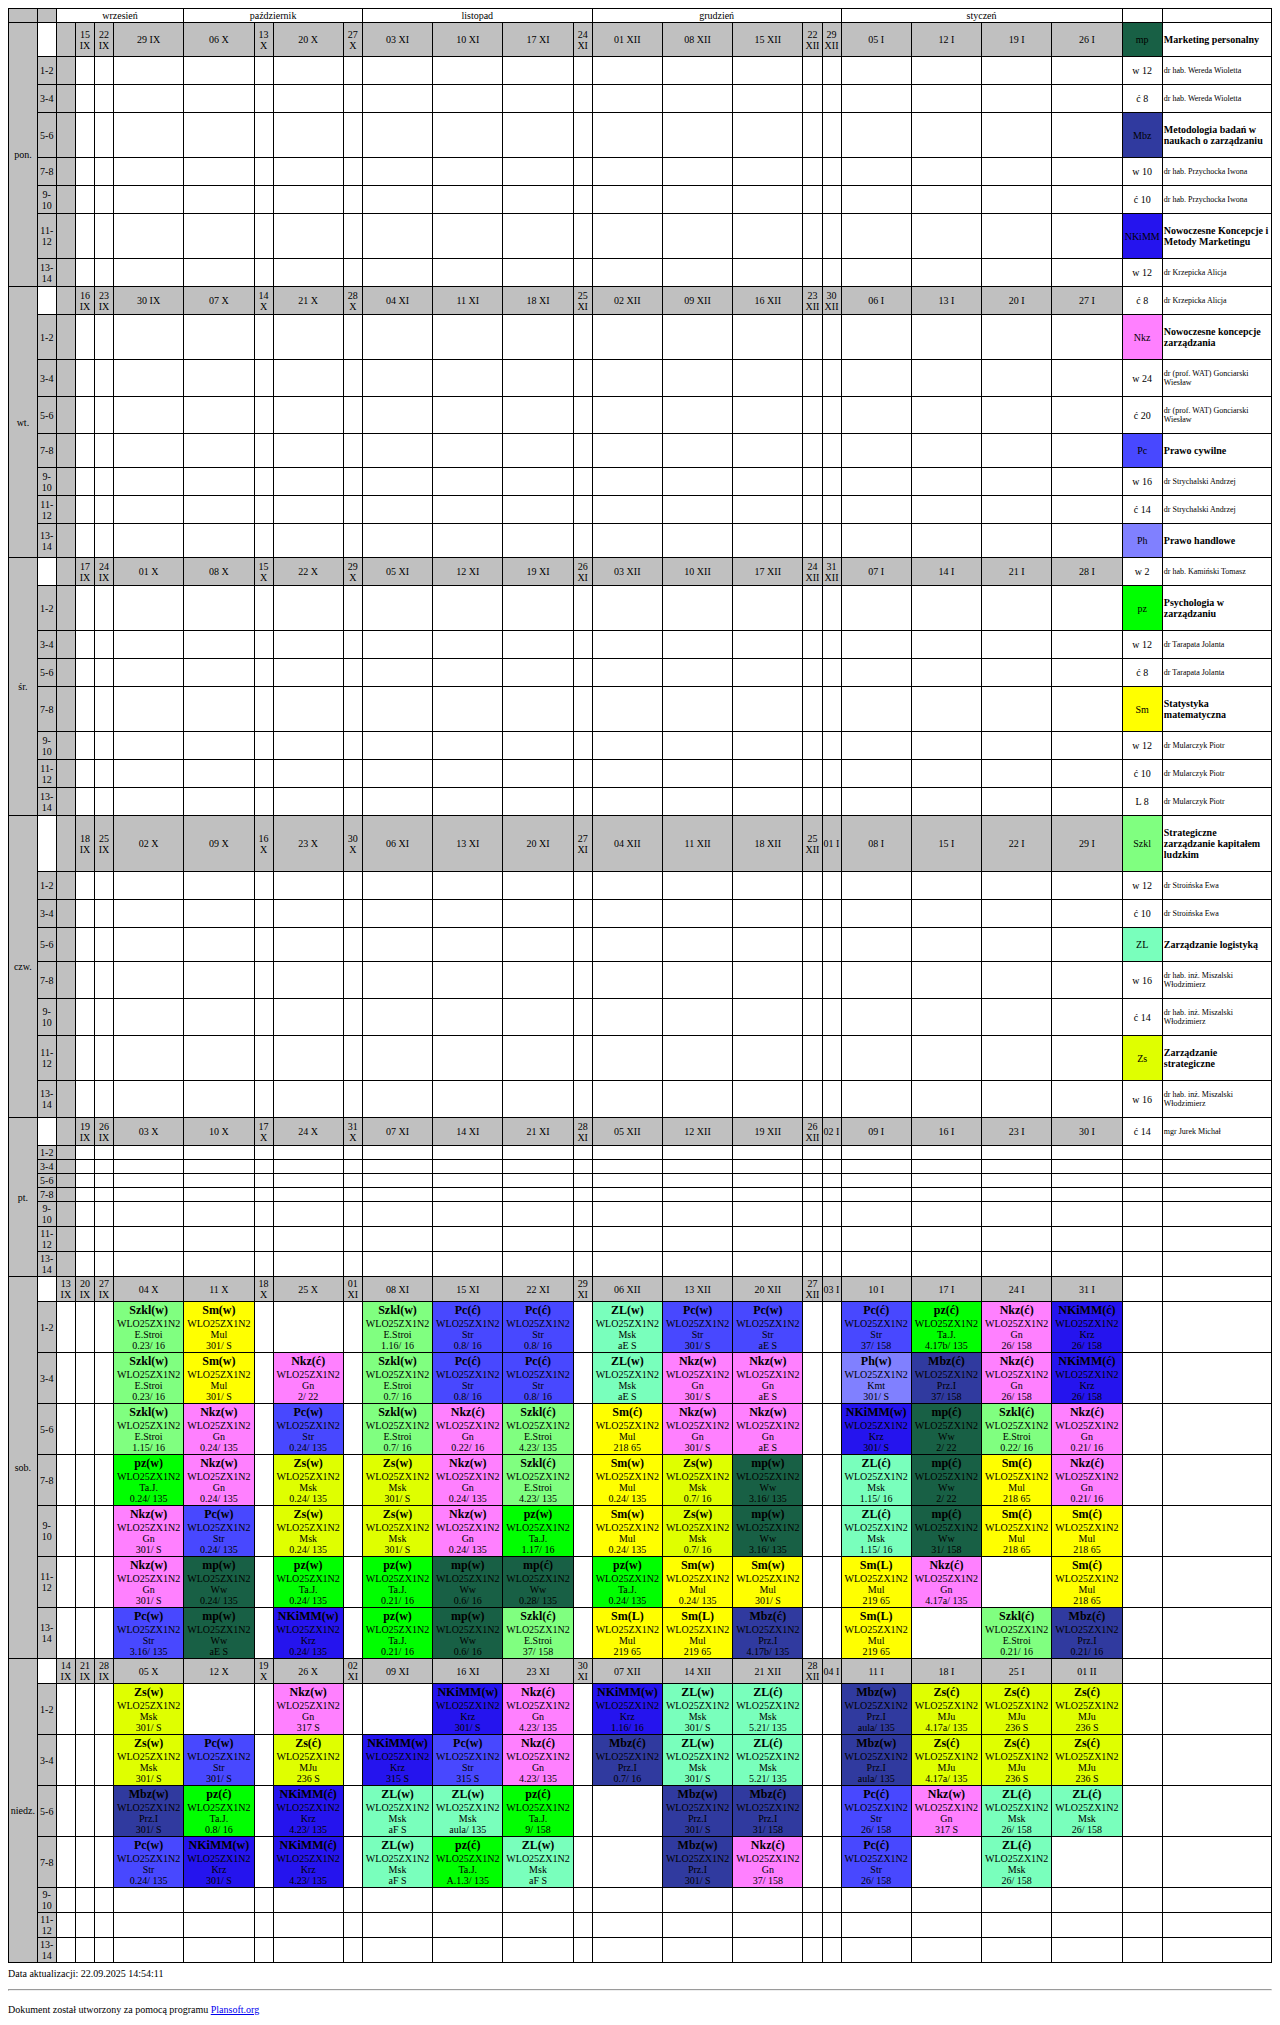 wrzesień październik listopad grudzień styczeń
pon. 15 IX 22 IX 29 IX 06 X 13 X 20 X 27 X 03 XI 10 XI 17 XI 24 XI 01 XII 08 XII 15 XII 22 XII 29 XII 05 I 12 I 19 I 26 I mp Marketing personalny
1-2 w 12 dr hab. Wereda Wioletta
3-4 ć 8 dr hab. Wereda Wioletta
5-6 Mbz Metodologia badań w naukach o zarządzaniu
7-8 w 10 dr hab. Przychocka Iwona
9-10 ć 10 dr hab. Przychocka Iwona
11-12 NKiMM Nowoczesne Koncepcje i Metody Marketingu
13-14 w 12 dr Krzepicka Alicja
wt. 16 IX 23 IX 30 IX 07 X 14 X 21 X 28 X 04 XI 11 XI 18 XI 25 XI 02 XII 09 XII 16 XII 23 XII 30 XII 06 I 13 I 20 I 27 I ć 8 dr Krzepicka Alicja
1-2 Nkz Nowoczesne koncepcje zarządzania
3-4 w 24 dr (prof. WAT) Gonciarski Wiesław
5-6 ć 20 dr (prof. WAT) Gonciarski Wiesław
7-8 Pc Prawo cywilne
9-10 w 16 dr Strychalski Andrzej
11-12 ć 14 dr Strychalski Andrzej
13-14 Ph Prawo handlowe
śr. 17 IX 24 IX 01 X 08 X 15 X 22 X 29 X 05 XI 12 XI 19 XI 26 XI 03 XII 10 XII 17 XII 24 XII 31 XII 07 I 14 I 21 I 28 I w 2 dr hab. Kamiński Tomasz
1-2 pz Psychologia w zarządzaniu
3-4 w 12 dr Tarapata Jolanta
5-6 ć 8 dr Tarapata Jolanta
7-8 Sm Statystyka matematyczna
9-10 w 12 dr Mularczyk Piotr
11-12 ć 10 dr Mularczyk Piotr
13-14 L 8 dr Mularczyk Piotr
czw. 18 IX 25 IX 02 X 09 X 16 X 23 X 30 X 06 XI 13 XI 20 XI 27 XI 04 XII 11 XII 18 XII 25 XII 01 I 08 I 15 I 22 I 29 I Szkl Strategiczne zarządzanie kapitałem ludzkim
1-2 w 12 dr Stroińska Ewa
3-4 ć 10 dr Stroińska Ewa
5-6 ZL Zarządzanie logistyką
7-8 w 16 dr hab. inż. Miszalski Włodzimierz
9-10 ć 14 dr hab. inż. Miszalski Włodzimierz
11-12 Zs Zarządzanie strategiczne
13-14 w 16 dr hab. inż. Miszalski Włodzimierz
pt. 19 IX 26 IX 03 X 10 X 17 X 24 X 31 X 07 XI 14 XI 21 XI 28 XI 05 XII 12 XII 19 XII 26 XII 02 I 09 I 16 I 23 I 30 I ć 14 mgr Jurek Michał
1-2
3-4
5-6
7-8
9-10
11-12
13-14
sob. 13 IX 20 IX 27 IX 04 X 11 X 18 X 25 X 01 XI 08 XI 15 XI 22 XI 29 XI 06 XII 13 XII 20 XII 27 XII 03 I 10 I 17 I 24 I 31 I
1-2
Szkl(w) Sm(w) Szkl(w) Pc(ć) Pc(ć) ZL(w) Pc(w) Pc(w) Pc(ć) pz(ć) Nkz(ć) NKiMM(ć)
WLO25ZX1N2 WLO25ZX1N2 WLO25ZX1N2 WLO25ZX1N2 WLO25ZX1N2 WLO25ZX1N2 WLO25ZX1N2 WLO25ZX1N2 WLO25ZX1N2 WLO25ZX1N2 WLO25ZX1N2 WLO25ZX1N2
E.Stroi Mul E.Stroi Str Str Msk Str Str Str Ta.J. Gn Krz
0.23/ 16 301/ S 1.16/ 16 0.8/ 16 0.8/ 16 aE S 301/ S aE S 37/ 158 4.17b/ 135 26/ 158 26/ 158
3-4
Szkl(w) Sm(w) Nkz(ć) Szkl(w) Pc(ć) Pc(ć) ZL(w) Nkz(w) Nkz(w) Ph(w) Mbz(ć) Nkz(ć) NKiMM(ć)
WLO25ZX1N2 WLO25ZX1N2 WLO25ZX1N2 WLO25ZX1N2 WLO25ZX1N2 WLO25ZX1N2 WLO25ZX1N2 WLO25ZX1N2 WLO25ZX1N2 WLO25ZX1N2 WLO25ZX1N2 WLO25ZX1N2 WLO25ZX1N2
E.Stroi Mul Gn E.Stroi Str Str Msk Gn Gn Kmt Prz.I Gn Krz
0.23/ 16 301/ S 2/ 22 0.7/ 16 0.8/ 16 0.8/ 16 aE S 301/ S aE S 301/ S 37/ 158 26/ 158 26/ 158
5-6
Szkl(w) Nkz(w) Pc(w) Szkl(w) Nkz(ć) Szkl(ć) Sm(ć) Nkz(w) Nkz(w) NKiMM(w) mp(ć) Szkl(ć) Nkz(ć)
WLO25ZX1N2 WLO25ZX1N2 WLO25ZX1N2 WLO25ZX1N2 WLO25ZX1N2 WLO25ZX1N2 WLO25ZX1N2 WLO25ZX1N2 WLO25ZX1N2 WLO25ZX1N2 WLO25ZX1N2 WLO25ZX1N2 WLO25ZX1N2
E.Stroi Gn Str E.Stroi Gn E.Stroi Mul Gn Gn Krz Ww E.Stroi Gn
1.15/ 16 0.24/ 135 0.24/ 135 0.7/ 16 0.22/ 16 4.23/ 135 218 65 301/ S aE S 301/ S 2/ 22 0.22/ 16 0.21/ 16
7-8
pz(w) Nkz(w) Zs(w) Zs(w) Nkz(w) Szkl(ć) Sm(w) Zs(w) mp(w) ZL(ć) mp(ć) Sm(ć) Nkz(ć)
WLO25ZX1N2 WLO25ZX1N2 WLO25ZX1N2 WLO25ZX1N2 WLO25ZX1N2 WLO25ZX1N2 WLO25ZX1N2 WLO25ZX1N2 WLO25ZX1N2 WLO25ZX1N2 WLO25ZX1N2 WLO25ZX1N2 WLO25ZX1N2
Ta.J. Gn Msk Msk Gn E.Stroi Mul Msk Ww Msk Ww Mul Gn
0.24/ 135 0.24/ 135 0.24/ 135 301/ S 0.24/ 135 4.23/ 135 0.24/ 135 0.7/ 16 3.16/ 135 1.15/ 16 2/ 22 218 65 0.21/ 16
9-10
Nkz(w) Pc(w) Zs(w) Zs(w) Nkz(w) pz(w) Sm(w) Zs(w) mp(w) ZL(ć) mp(ć) Sm(ć) Sm(ć)
WLO25ZX1N2 WLO25ZX1N2 WLO25ZX1N2 WLO25ZX1N2 WLO25ZX1N2 WLO25ZX1N2 WLO25ZX1N2 WLO25ZX1N2 WLO25ZX1N2 WLO25ZX1N2 WLO25ZX1N2 WLO25ZX1N2 WLO25ZX1N2
Gn Str Msk Msk Gn Ta.J. Mul Msk Ww Msk Ww Mul Mul
301/ S 0.24/ 135 0.24/ 135 301/ S 0.24/ 135 1.17/ 16 0.24/ 135 0.7/ 16 3.16/ 135 1.15/ 16 31/ 158 218 65 218 65
11-12
Nkz(w) mp(w) pz(w) pz(w) mp(w) mp(ć) pz(w) Sm(w) Sm(w) Sm(L) Nkz(ć) Sm(ć)
WLO25ZX1N2 WLO25ZX1N2 WLO25ZX1N2 WLO25ZX1N2 WLO25ZX1N2 WLO25ZX1N2 WLO25ZX1N2 WLO25ZX1N2 WLO25ZX1N2 WLO25ZX1N2 WLO25ZX1N2 WLO25ZX1N2
Gn Ww Ta.J. Ta.J. Ww Ww Ta.J. Mul Mul Mul Gn Mul
301/ S 0.24/ 135 0.24/ 135 0.21/ 16 0.6/ 16 0.28/ 135 0.24/ 135 0.24/ 135 301/ S 219 65 4.17a/ 135 218 65
13-14
Pc(w) mp(w) NKiMM(w) pz(w) mp(w) Szkl(ć) Sm(L) Sm(L) Mbz(ć) Sm(L) Szkl(ć) Mbz(ć)
WLO25ZX1N2 WLO25ZX1N2 WLO25ZX1N2 WLO25ZX1N2 WLO25ZX1N2 WLO25ZX1N2 WLO25ZX1N2 WLO25ZX1N2 WLO25ZX1N2 WLO25ZX1N2 WLO25ZX1N2 WLO25ZX1N2
Str Ww Krz Ta.J. Ww E.Stroi Mul Mul Prz.I Mul E.Stroi Prz.I
3.16/ 135 aE S 0.24/ 135 0.21/ 16 0.6/ 16 37/ 158 219 65 219 65 4.17b/ 135 219 65 0.21/ 16 0.21/ 16
niedz. 14 IX 21 IX 28 IX 05 X 12 X 19 X 26 X 02 XI 09 XI 16 XI 23 XI 30 XI 07 XII 14 XII 21 XII 28 XII 04 I 11 I 18 I 25 I 01 II
1-2
Zs(w) Nkz(w) NKiMM(w) Nkz(ć) NKiMM(w) ZL(w) ZL(ć) Mbz(w) Zs(ć) Zs(ć) Zs(ć)
WLO25ZX1N2 WLO25ZX1N2 WLO25ZX1N2 WLO25ZX1N2 WLO25ZX1N2 WLO25ZX1N2 WLO25ZX1N2 WLO25ZX1N2 WLO25ZX1N2 WLO25ZX1N2 WLO25ZX1N2
Msk Gn Krz Gn Krz Msk Msk Prz.I MJu MJu MJu
301/ S 317 S 301/ S 4.23/ 135 1.16/ 16 301/ S 5.21/ 135 aula/ 135 4.17a/ 135 236 S 236 S
3-4
Zs(w) Pc(w) Zs(ć) NKiMM(w) Pc(w) Nkz(ć) Mbz(ć) ZL(w) ZL(ć) Mbz(w) Zs(ć) Zs(ć) Zs(ć)
WLO25ZX1N2 WLO25ZX1N2 WLO25ZX1N2 WLO25ZX1N2 WLO25ZX1N2 WLO25ZX1N2 WLO25ZX1N2 WLO25ZX1N2 WLO25ZX1N2 WLO25ZX1N2 WLO25ZX1N2 WLO25ZX1N2 WLO25ZX1N2
Msk Str MJu Krz Str Gn Prz.I Msk Msk Prz.I MJu MJu MJu
301/ S 301/ S 236 S 315 S 315 S 4.23/ 135 0.7/ 16 301/ S 5.21/ 135 aula/ 135 4.17a/ 135 236 S 236 S
5-6
Mbz(w) pz(ć) NKiMM(ć) ZL(w) ZL(w) pz(ć) Mbz(w) Mbz(ć) Pc(ć) Nkz(w) ZL(ć) ZL(ć)
WLO25ZX1N2 WLO25ZX1N2 WLO25ZX1N2 WLO25ZX1N2 WLO25ZX1N2 WLO25ZX1N2 WLO25ZX1N2 WLO25ZX1N2 WLO25ZX1N2 WLO25ZX1N2 WLO25ZX1N2 WLO25ZX1N2
Prz.I Ta.J. Krz Msk Msk Ta.J. Prz.I Prz.I Str Gn Msk Msk
301/ S 0.8/ 16 4.23/ 135 aF S aula/ 135 9/ 158 301/ S 31/ 158 26/ 158 317 S 26/ 158 26/ 158
7-8
Pc(w) NKiMM(w) NKiMM(ć) ZL(w) pz(ć) ZL(w) Mbz(w) Nkz(ć) Pc(ć) ZL(ć)
WLO25ZX1N2 WLO25ZX1N2 WLO25ZX1N2 WLO25ZX1N2 WLO25ZX1N2 WLO25ZX1N2 WLO25ZX1N2 WLO25ZX1N2 WLO25ZX1N2 WLO25ZX1N2
Str Krz Krz Msk Ta.J. Msk Prz.I Gn Str Msk
0.24/ 135 301/ S 4.23/ 135 aF S A.1.3/ 135 aF S 301/ S 37/ 158 26/ 158 26/ 158
9-10
11-12
13-14
Data aktualizacji: 22.09.2025 14:54:11
Dokument został utworzony za pomocą programu Plansoft.org